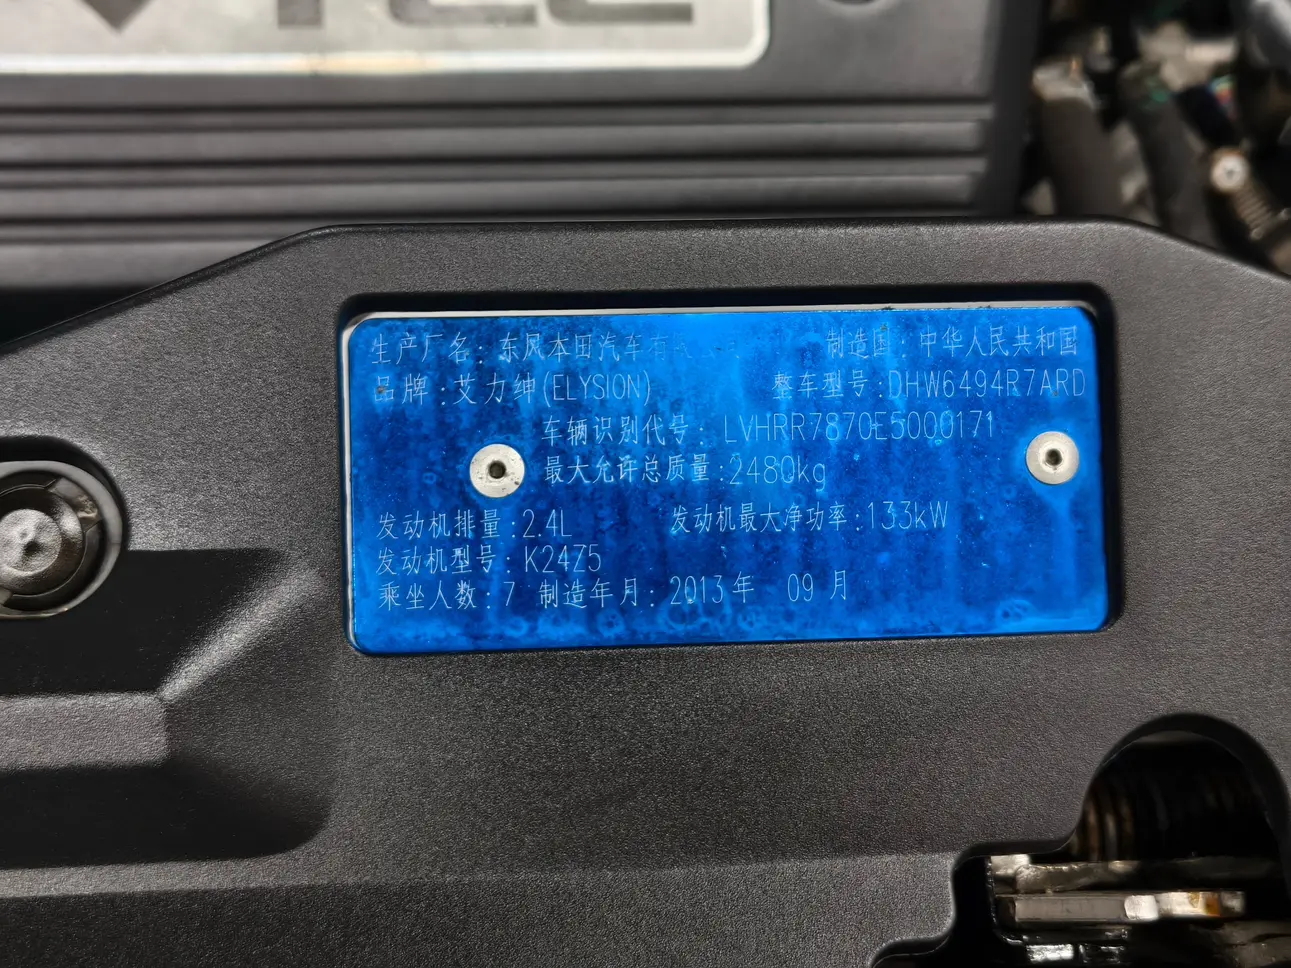 生产厂名：东风本田汽车有限公司 制造国：中华人民共和国
品牌：艾力绅(ELYSION) 整车型号：DHW6494R7ARD
车辆识别代号：LVHRR7870E5000171
最大允许总质量：2480kg
发动机排量：2.4L 发动机最大净功率：133kW
发动机型号：K24Z5
乘坐人数：7 制造年月：2013年 09月